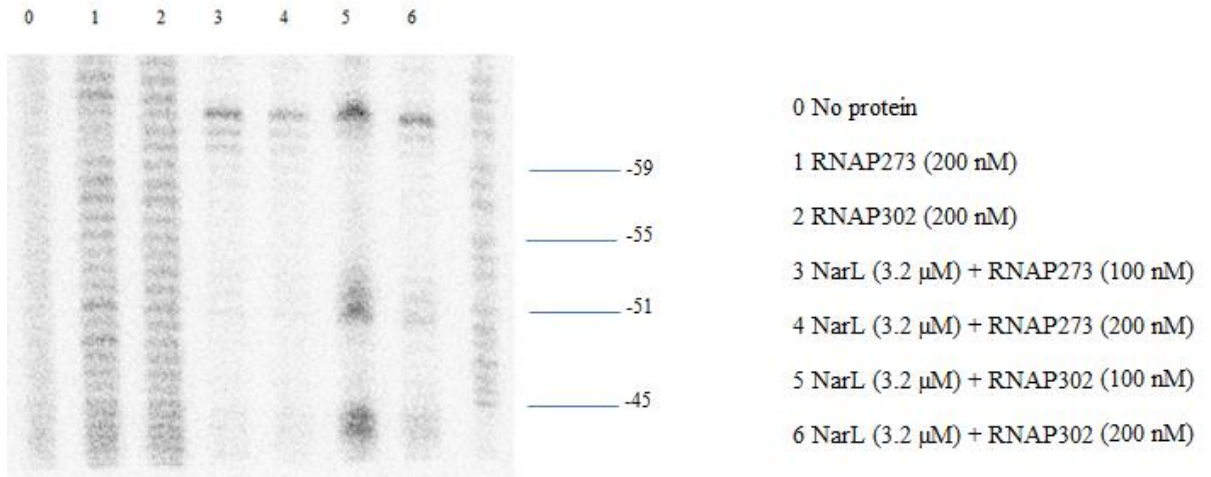 0 1 2 3 4 5 6
-59
-55
-51
-45
0 No protein
1 RNAP273 (200 nM)
2 RNAP302 (200 nM)
3 NarL (3.2 μM) + RNAP273 (100 nM)
4 NarL (3.2 μM) + RNAP273 (200 nM)
5 NarL (3.2 μM) + RNAP302 (100 nM)
6 NarL (3.2 μM) + RNAP302 (200 nM)